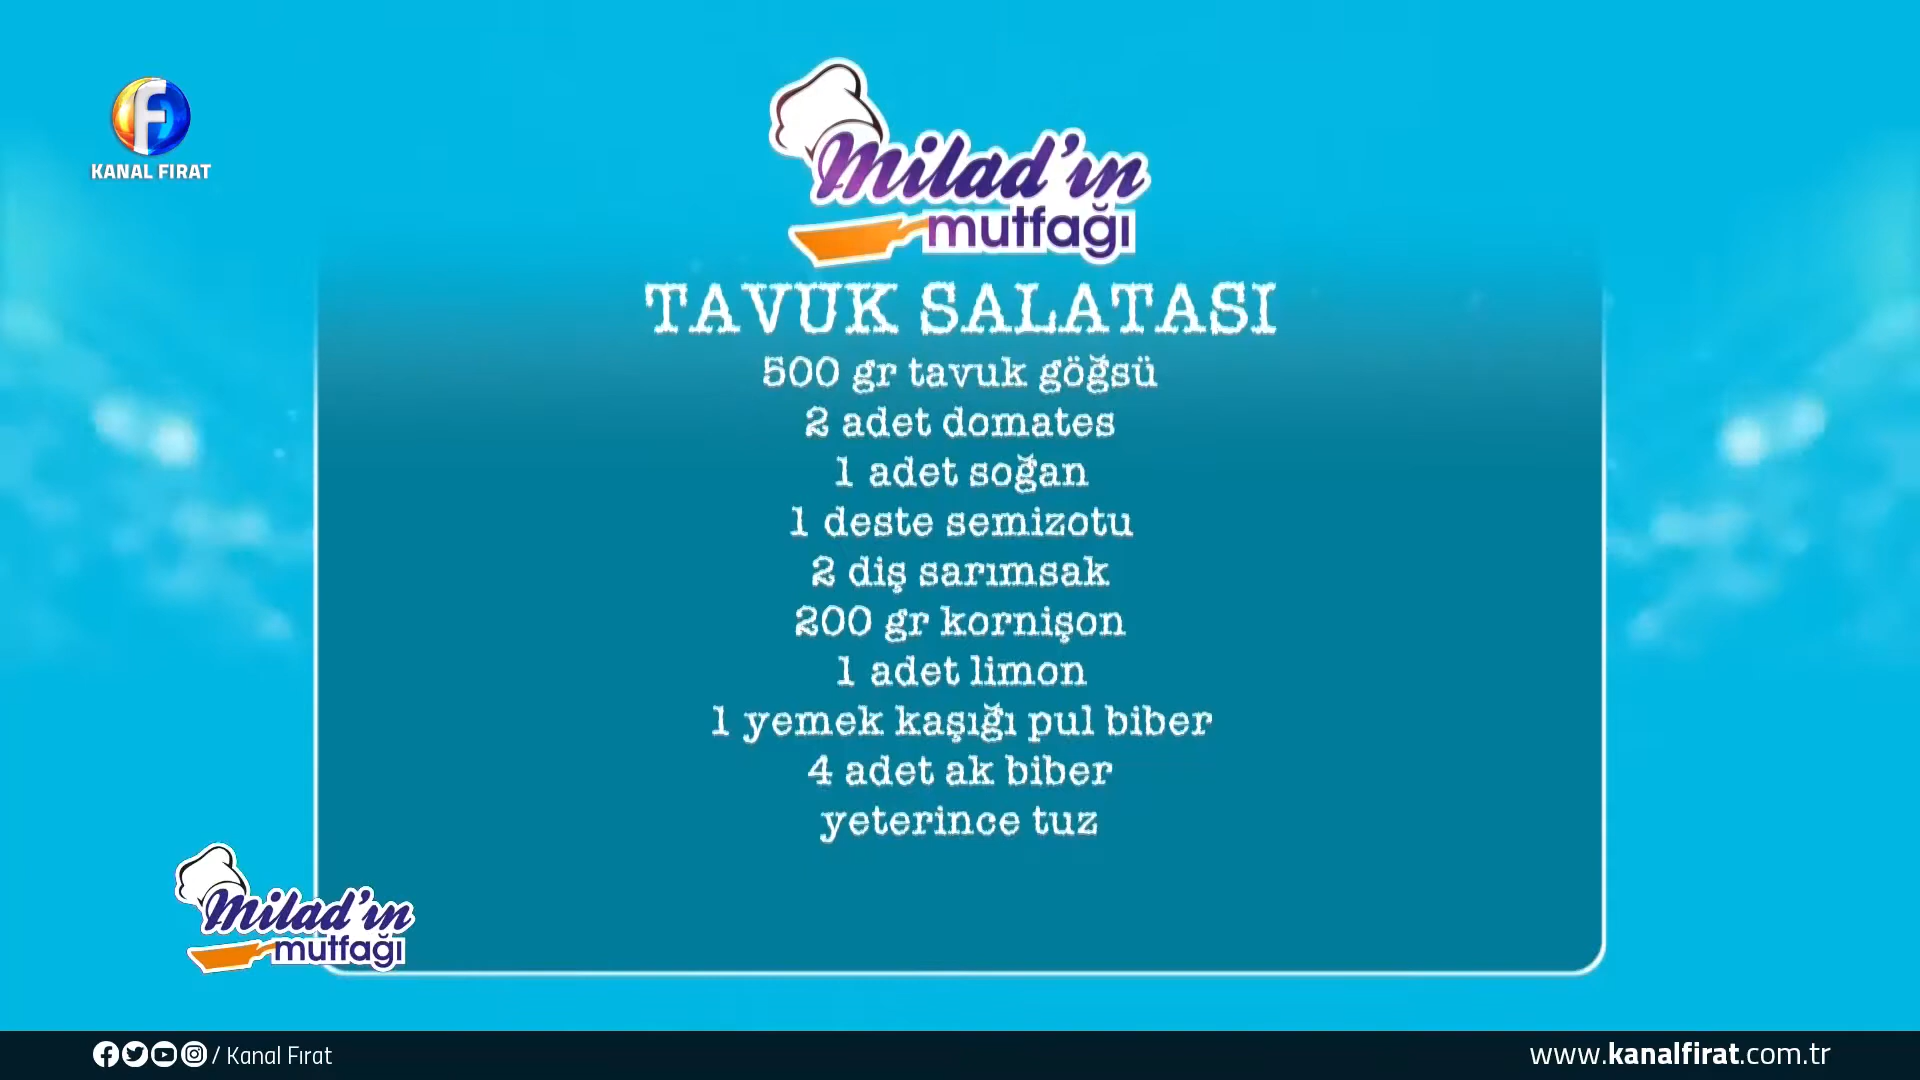 KANAL FIRAT
Milad'ın
mutfağı
TAVUK SALATASI
500 gr tavuk göğsü
2 adet domates
1 adet soğan
1 deste semizotu
2 diş sarımsak
200 gr kornişon
1 adet limon
1 yemek kaşığı pul biber
4 adet ak biber
yeterince tuz
Milad'ın
mutfağı
/ Kanal Fırat
www.kanalfirat.com.tr